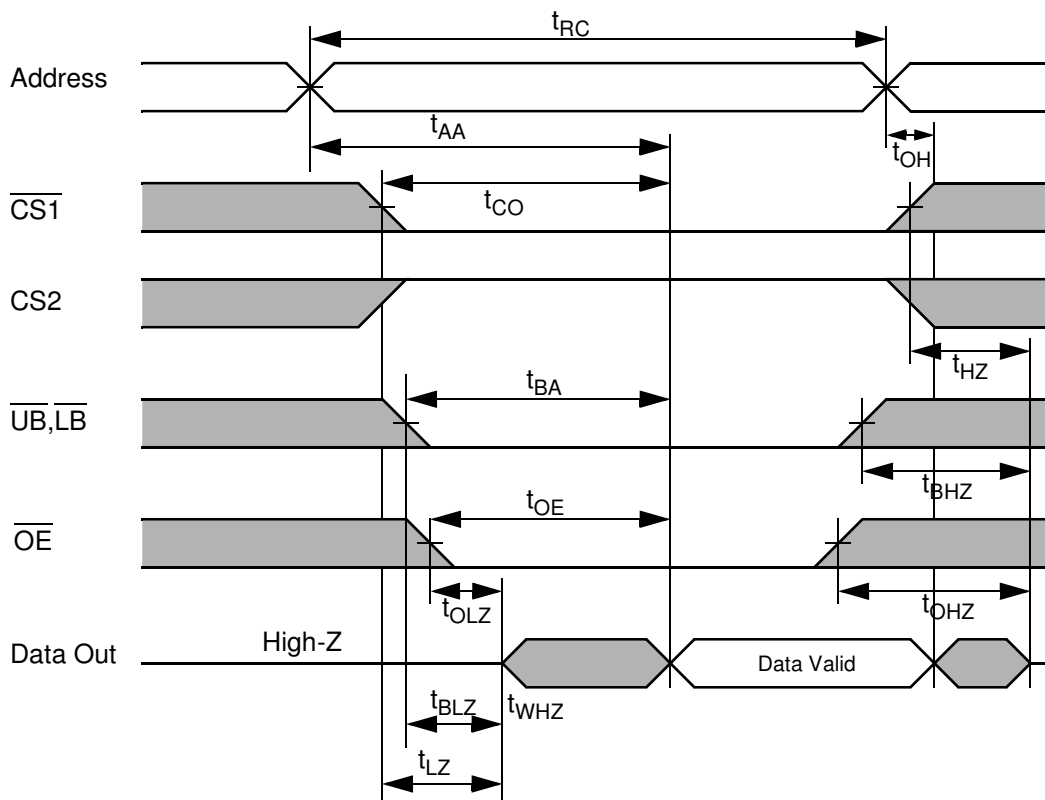 tRC
Address
tAA
tOH
CS1
tCO
CS2
tHZ
tBA
UB,LB
tBHZ
tOE
OE
tOLZ
tOHZ
High-Z
Data Out
Data Valid
tBLZ
tWHZ
tLZ